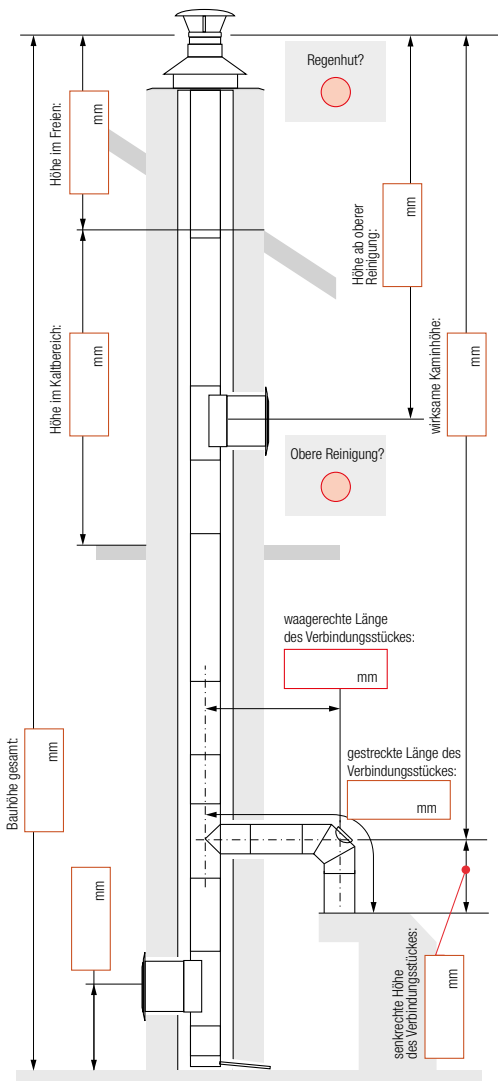 Regenhut?
Höhe im Freien:
mm
Höhe ab oberer
Reinigung:
mm
wirksame Kaminhöhe:
mm
Höhe im Kaltbereich:
mm
Obere Reinigung?
waagerechte Länge
des Verbindungsstückes:
mm
gestreckte Länge des
Verbindungsstückes:
mm
Bauhöhe gesamt:
mm
mm
senkrechte Höhe
des Verbindungsstückes:
mm